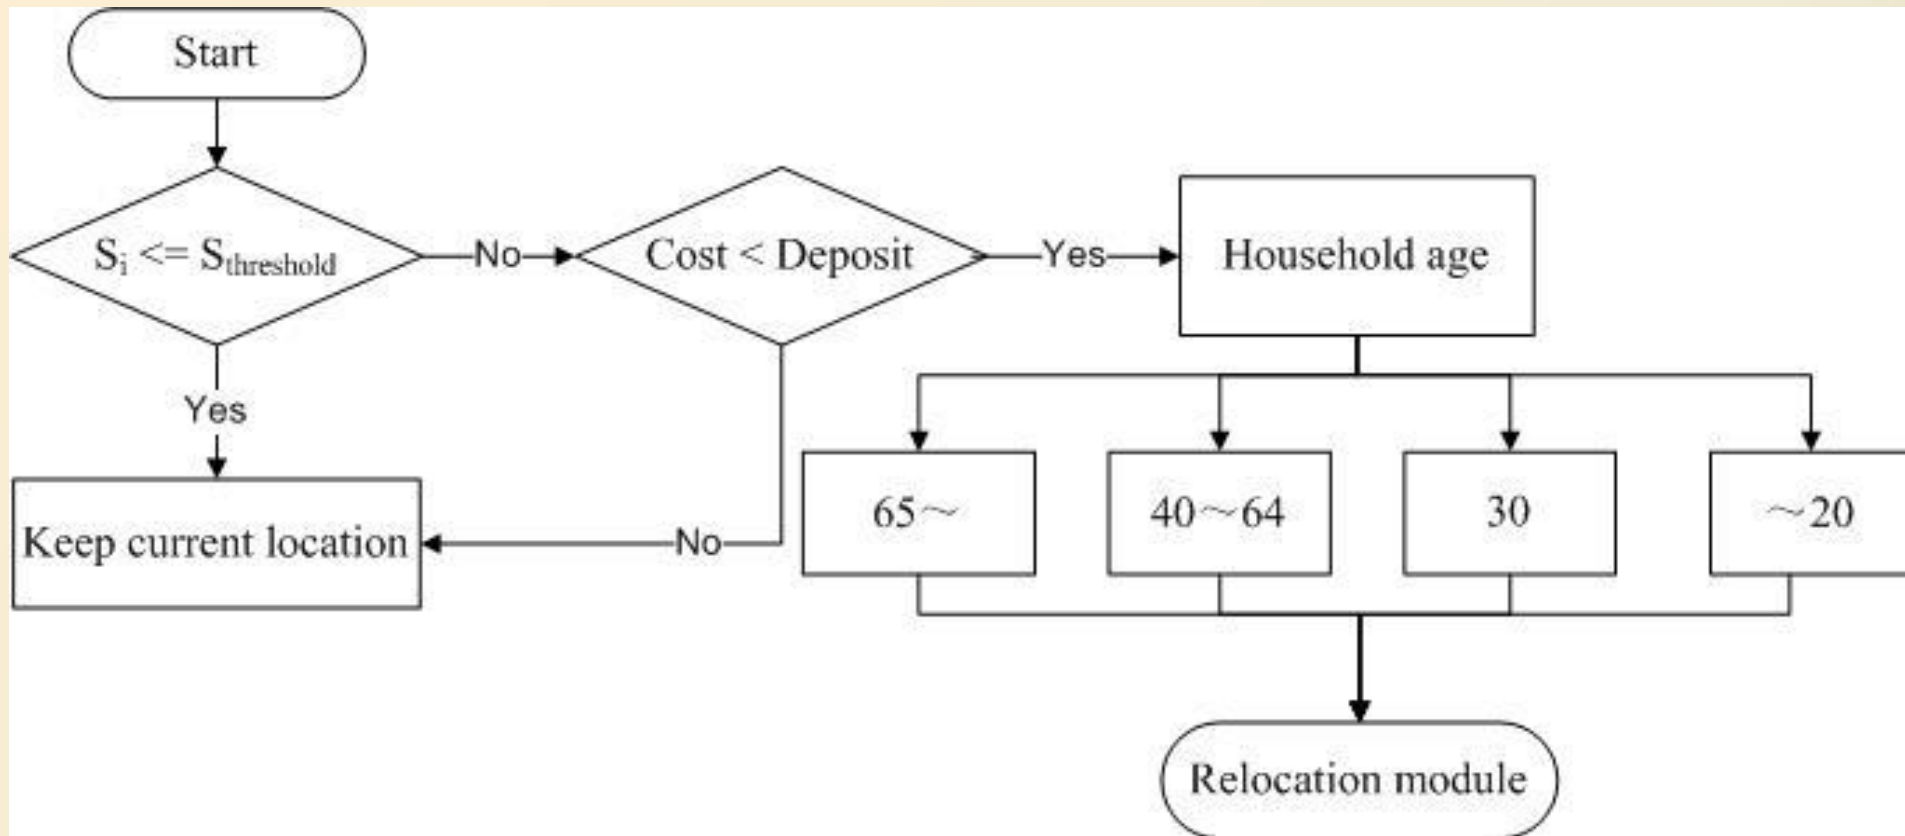 Start
Si <= Sthreshold
No
Cost < Deposit
Yes
Household age
Yes
65～
40～64
30
～20
Keep current location
No
Relocation module